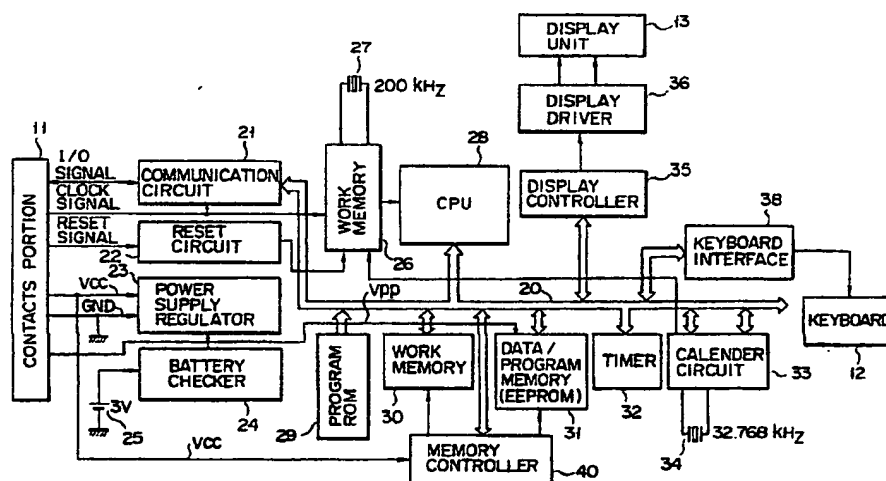 DISPLAY
UNIT
13
27
200 kHz
DISPLAY
DRIVER
36
11
I/O
SIGNAL
CLOCK
SIGNAL
RESET
SIGNAL
21
COMMUNICATION
CIRCUIT
28
CPU
DISPLAY
CONTROLLER
35
WORK
MEMORY
26
RESET
CIRCUIT
22
38
KEYBOARD
INTERFACE
CONTACTS PORTION
23
VCC
GND
POWER
SUPPLY
REGULATOR
VPP
20
KEYBOARD
12
BATTERY
CHECKER
24
3V
25
PROGRAM
ROM
29
WORK
MEMORY
30
DATA /
PROGRAM
MEMORY
(EEPROM)
31
TIMER
32
CALENDER
CIRCUIT
33
34
32.768 kHz
VCC
MEMORY
CONTROLLER
40